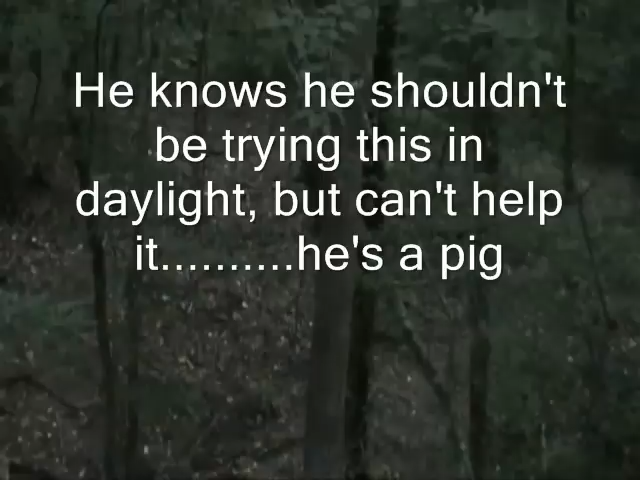 He knows he shouldn't
be trying this in
daylight, but can't help
it..........he's a pig